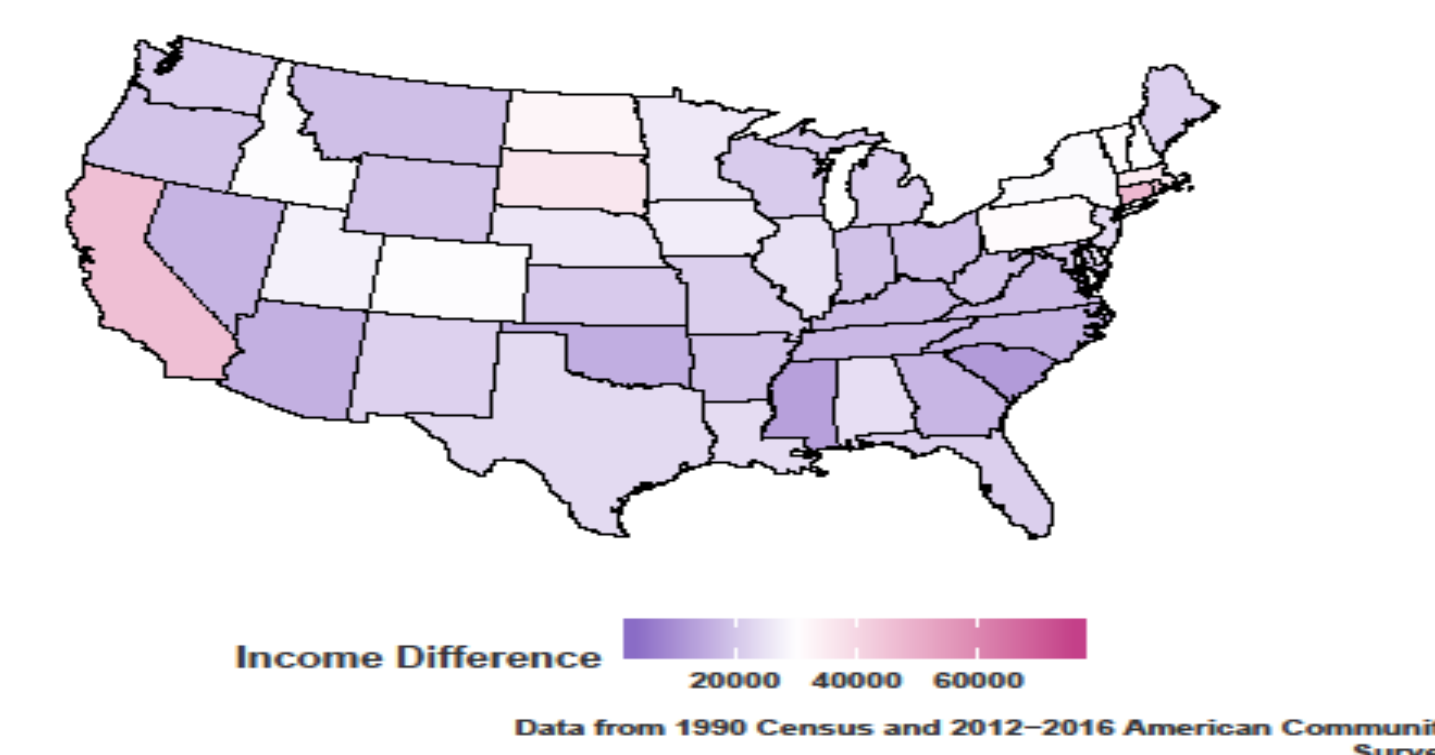 Income Difference
20000 40000 60000
Data from 1990 Census and 2012−2016 American Communit
Surve